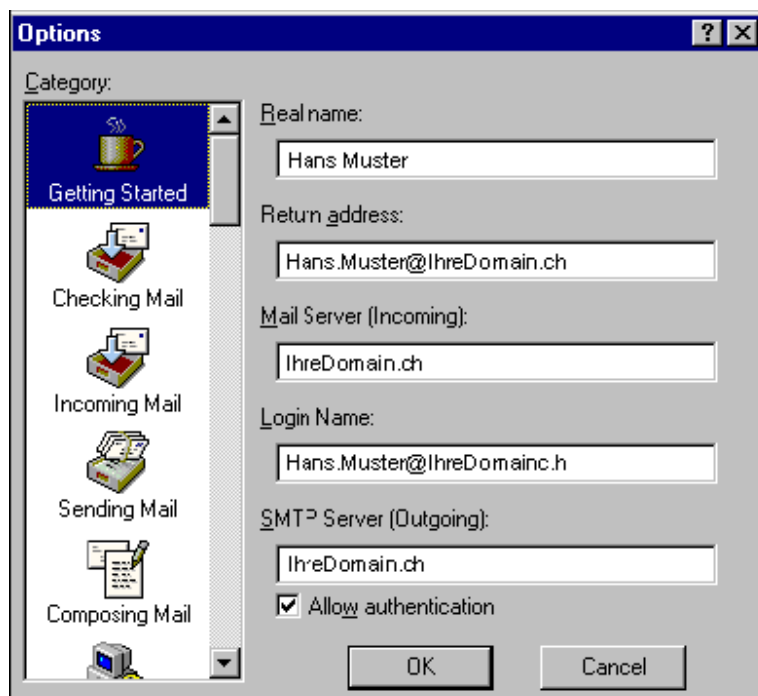 Options
Category:
Getting Started
Checking Mail
Incoming Mail
Sending Mail
Composing Mail
Real name:
Hans Muster
Return address:
Hans.Muster@IhreDomain.ch
Mail Server (Incoming):
IhreDomain.ch
Login Name:
Hans.Muster@IhreDomainc.h
SMTP Server (Outgoing):
IhreDomain.ch
Allow authentication
OK
Cancel